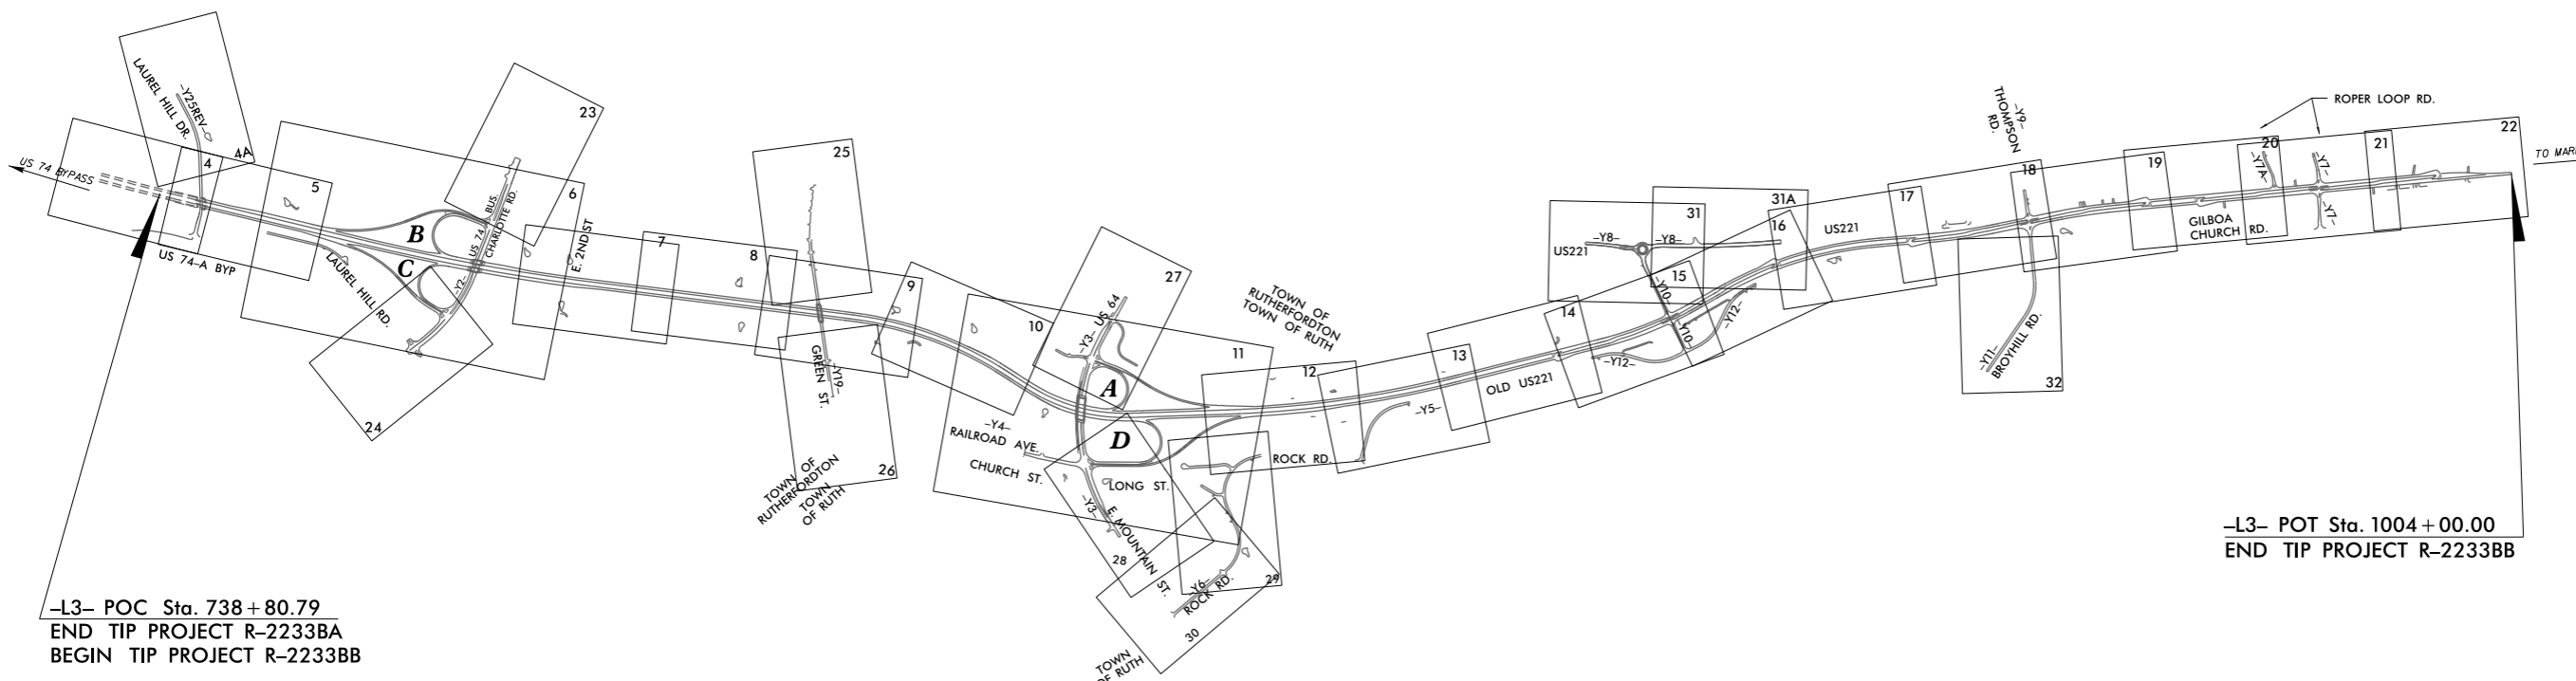 LAUREL HILL DR.
-Y25REV-
4
4A
US 74 BYPASS
5
US 74-A BYP
LAUREL HILL RD.
B
C
US 74 BUS.
CHARLOTTE RD.
-Y2-
23
6
E. 2ND ST
24
7
8
25
GREEN ST.
-Y19-
9
26
TOWN OF
RUTHERFORDTON
TOWN
OF RUTH
10
27
-Y3- US 64
A
D
11
-Y4-
RAILROAD AVE.
CHURCH ST.
LONG ST.
-Y3-
E. MOUNTAIN ST.
28
29
-Y6-
ROCK RD.
30
TOWN
OF RUTH
TOWN OF
RUTHERFORDTON
TOWN OF RUTH
12
ROCK RD.
13
-Y5-
OLD US221
14
-Y12-
15
-Y10-
-Y10-
-Y12-
31
-Y8-
-Y8-
US221
31A
16
US221
17
-Y9-
THOMPSON
RD.
18
-Y11-
BROYHILL RD.
32
19
GILBOA
CHURCH RD.
20
-Y7A-
-Y7-
-Y7-
ROPER LOOP RD.
21
22
TO MAR
-L3- POC Sta. 738+80.79
END TIP PROJECT R-2233BA
BEGIN TIP PROJECT R-2233BB
-L3- POT Sta. 1004+00.00
END TIP PROJECT R-2233BB